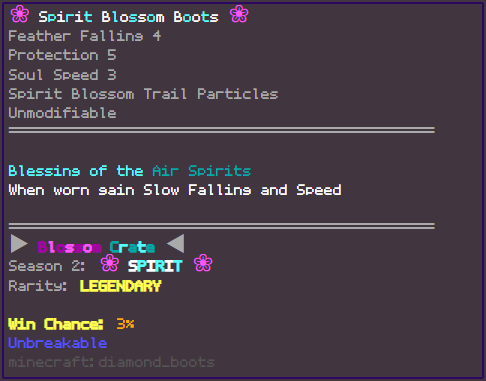 Spirit Blossom Boots
Feather Falling 4
Protection 5
Soul Speed 3
Spirit Blossom Trail Particles
Unmodifiable
Blessing of the Air Spirits
When worn gain Slow Falling and Speed
▶ Blossom Crate ◀
Season 2: SPIRIT
Rarity: LEGENDARY
Win Chance: 3%
Unbreakable
minecraft:diamond_boots